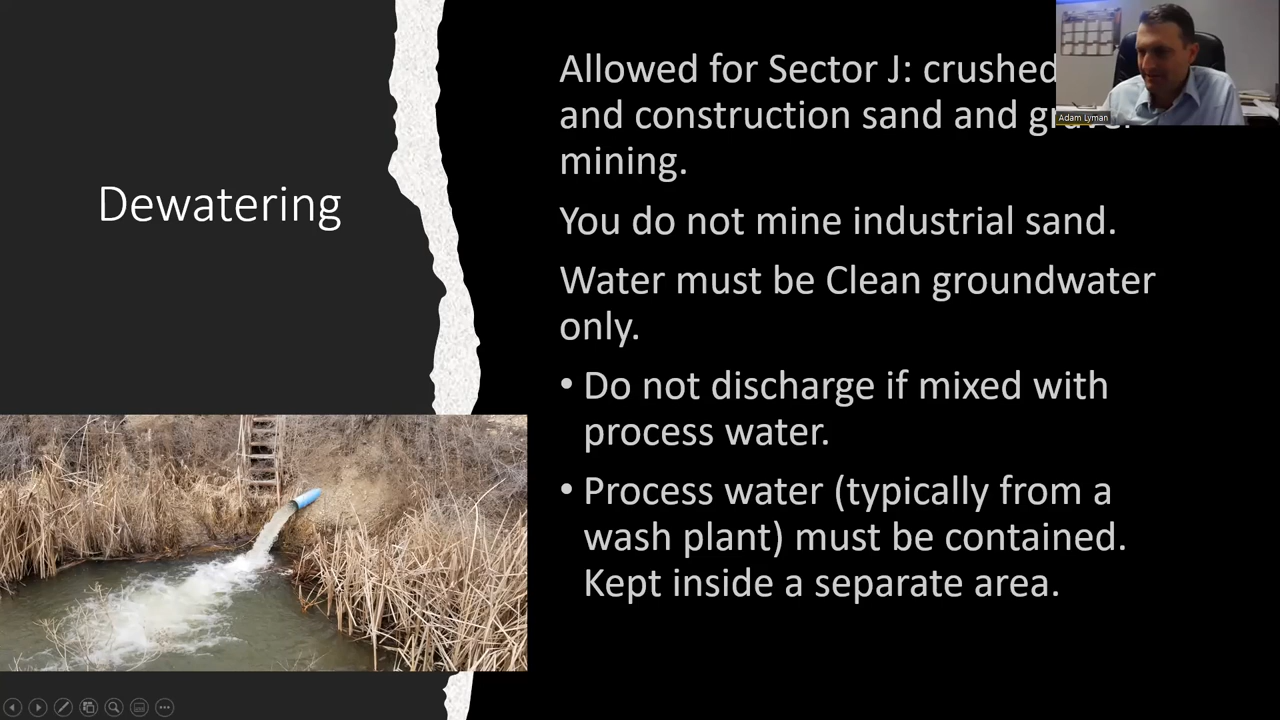 Dewatering
Allowed for Sector J: crushed
and construction sand and
mining.
You do not mine industrial sand.
Water must be Clean groundwater
only.
• Do not discharge if mixed with
process water.
• Process water (typically from a
wash plant) must be contained.
Kept inside a separate area.
Adam Lyman